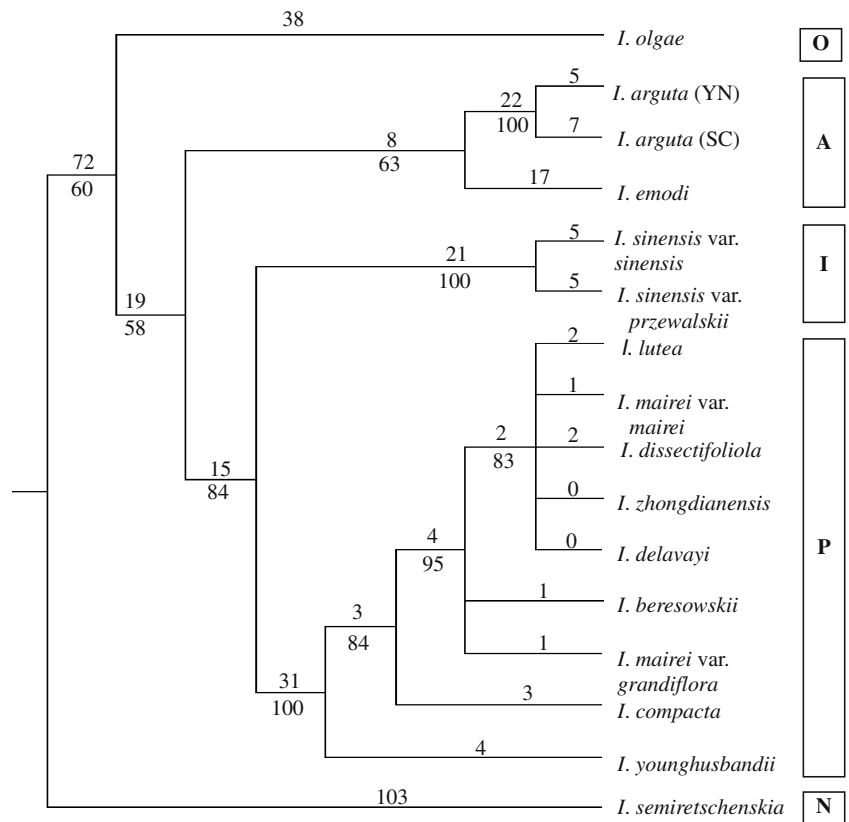 38
I. olgae
O
5
I. arguta (YN)
22
100
7
I. arguta (SC)
A
8
63
17
I. emodi
72
60
5
I. sinensis var.
sinensis
I
21
100
5
I. sinensis var.
przewalskii
19
58
2
I. lutea
1
I. mairei var.
mairei
2
83
2
I. dissectifoliola
15
84
0
I. zhongdianensis
4
95
0
I. delavayi
P
1
I. beresowskii
3
84
1
I. mairei var.
grandiflora
31
100
3
I. compacta
4
I. younghusbandii
103
I. semiretschenskia
N